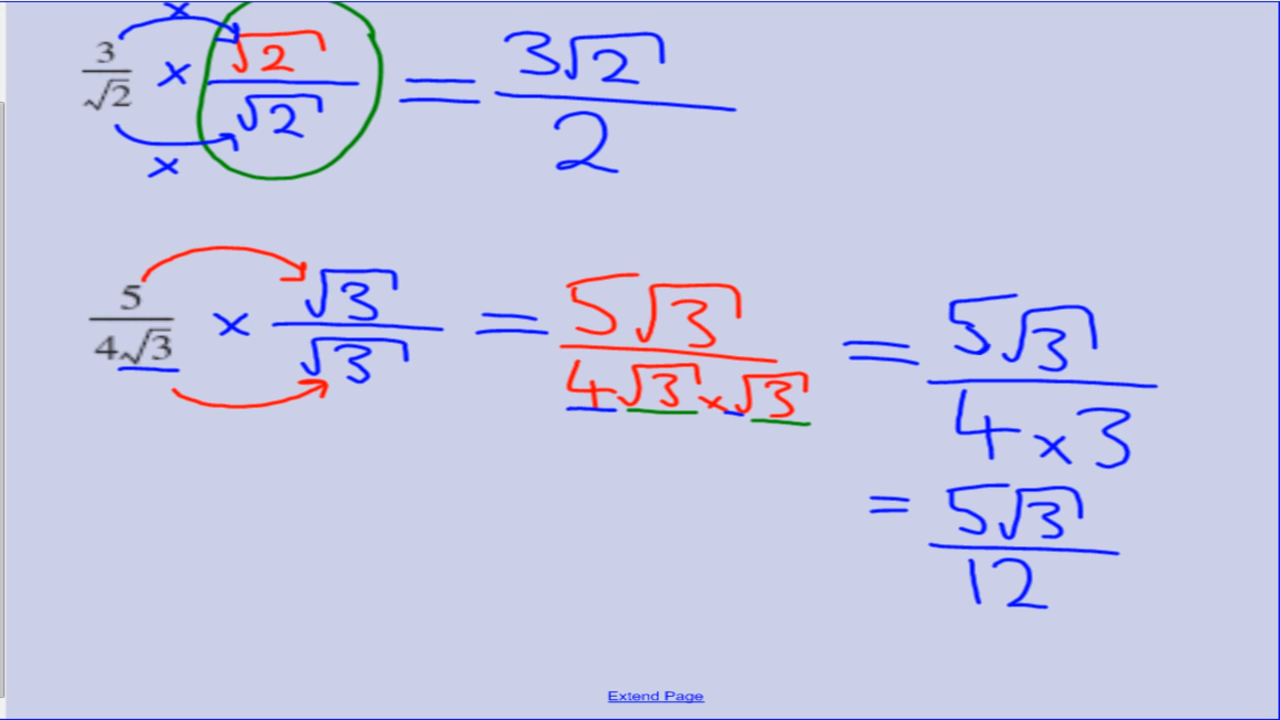 ×
3/√2 × √2/√2 = 3√2/2
×
5/4√3 × √3/√3 = 5√3/4√3×√3 = 5√3/4×3
= 5√3/12
Extend Page